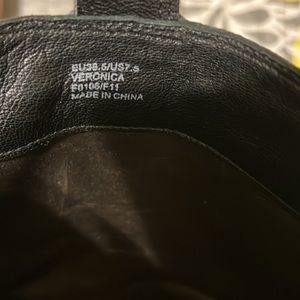 EU38.5/US7.5
VERONICA
F0106/F11
MADE IN CHINA